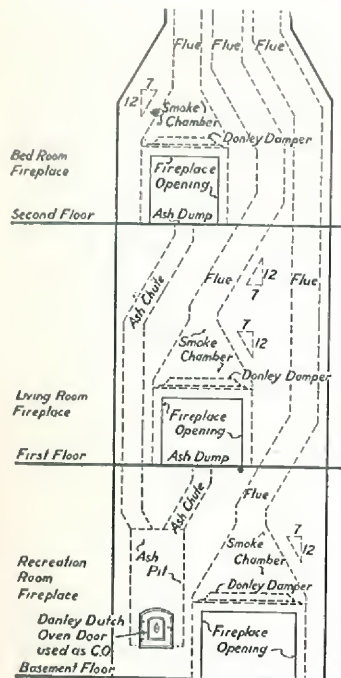 Flue
Flue
Flue
7
12
Smoke
Chamber
Donley Damper
Bed Room
Fireplace
Fireplace
Opening
Second Floor
Ash Dump
Ash Chute
Flue
12
7
Flue
7
12
Smoke
Chamber
Donley Damper
Living Room
Fireplace
Fireplace
Opening
First Floor
Ash Dump
Ash Chute
Flue
7
12
Smoke
Chamber
Ash
Pit
Recreation
Room
Fireplace
Donley Damper
Danley Dutch
Oven Door
used as C.O.
Fireplace
Opening
Basement Floor